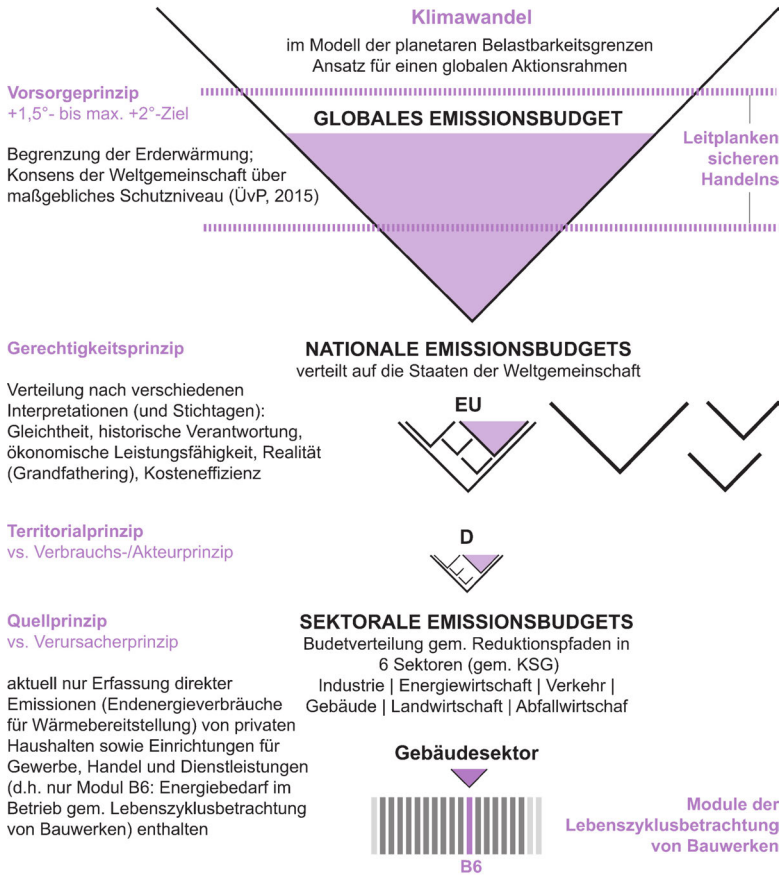 Klimawandel
im Modell der planetaren Belastbarkeitsgrenzen
Ansatz für einen globalen Aktionsrahmen
Vorsorgeprinzip
+1,5°- bis max. +2°-Ziel
GLOBALES EMISSIONSBUDGET
Leitplanken
sicheren
Handelns
Begrenzung der Erderwärmung;
Konsens der Weltgemeinschaft über
maßgebliches Schutzniveau (ÜvP, 2015)
Gerechtigkeitsprinzip
NATIONALE EMISSIONSBUDGETS
verteilt auf die Staaten der Weltgemeinschaft
Verteilung nach verschiedenen
Interpretationen (und Stichtagen):
Gleichtheit, historische Verantwortung,
ökonomische Leistungsfähigkeit, Realität
(Grandfathering), Kosteneffizienz
EU
Territorialprinzip
vs. Verbrauchs-/Akteurprinzip
D
Quellprinzip
vs. Verursacherprinzip
SEKTORALE EMISSIONSBUDGETS
Budetverteilung gem. Reduktionspfaden in
6 Sektoren (gem. KSG)
Industrie | Energiewirtschaft | Verkehr |
Gebäude | Landwirtschaft | Abfallwirtschaf
aktuell nur Erfassung direkter
Emissionen (Endenergieverbräuche
für Wärmebereitstellung) von privaten
Haushalten sowie Einrichtungen für
Gewerbe, Handel und Dienstleistungen
(d.h. nur Modul B6: Energiebedarf im
Betrieb gem. Lebenszyklusbetrachtung
von Bauwerken) enthalten
Gebäudesektor
B6
Module der
Lebenszyklusbetrachtung
von Bauwerken